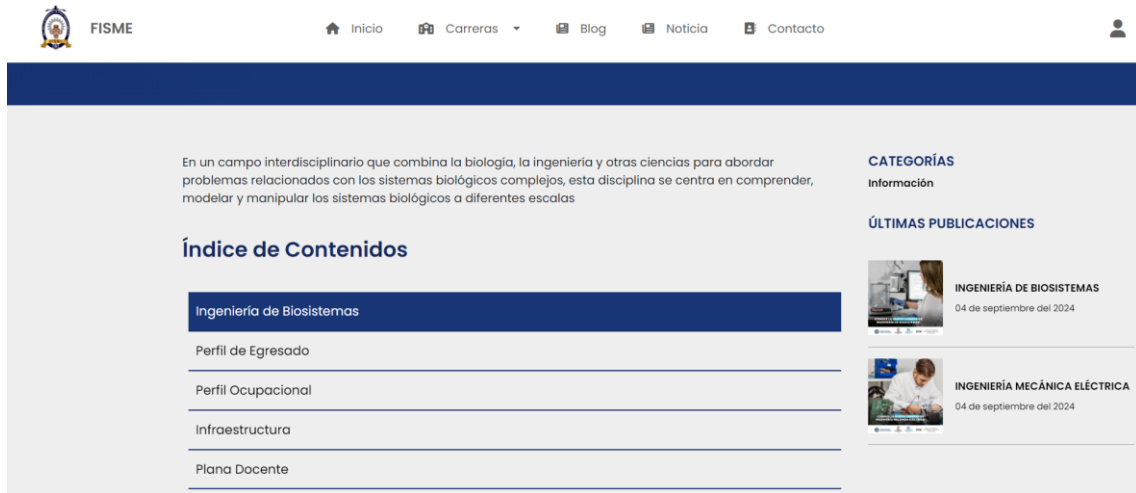 FISME
Inicio
Carreras
Blog
Noticia
Contacto
En un campo interdisciplinario que combina la biología, la ingeniería y otras ciencias para abordar
problemas relacionados con los sistemas biológicos complejos, esta disciplina se centra en comprender,
modelar y manipular los sistemas biológicos a diferentes escalas
Índice de Contenidos
Ingeniería de Biosistemas
Perfil de Egresado
Perfil Ocupacional
Infraestructura
Plana Docente
CATEGORÍAS
Información
ÚLTIMAS PUBLICACIONES
INGENIERÍA DE BIOSISTEMAS
04 de septiembre del 2024
INGENIERÍA MECÁNICA ELÉCTRICA
04 de septiembre del 2024